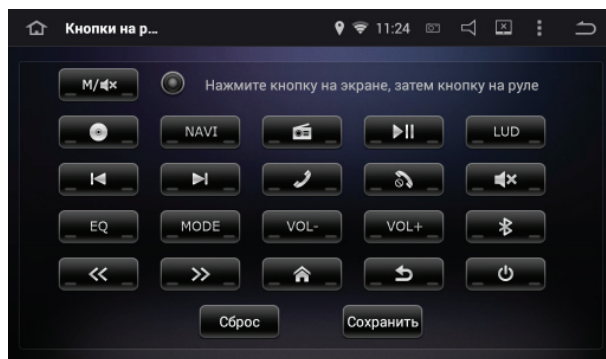 Кнопки на р... 11:24
M/ Нажмите кнопку на экране, затем кнопку на руле
NAVI LUD
EQ MODE VOL- VOL+
Сброс Сохранить